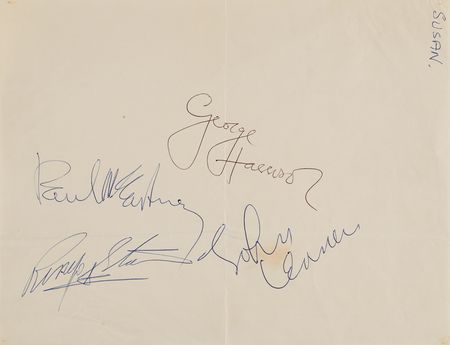 SUSAN.
George
Harrison
Paul McCartney
John
Lennon
Ringo Starr